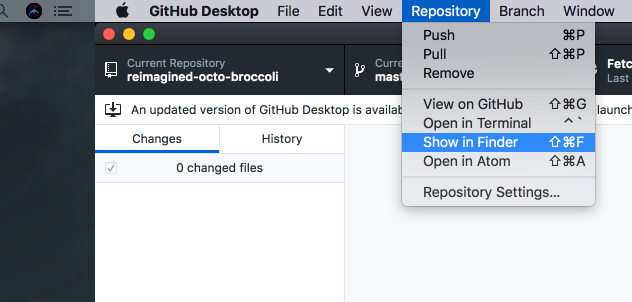 GitHub Desktop File Edit View Repository Branch Window
Current Repository
reimagined-octo-broccoli
Curre
mast
Fetc
Last
An updated version of GitHub Desktop is availab
launch
Changes History
0 changed files
Push ⌘P
Pull ⇧⌘P
Remove
View on GitHub ⇧⌘G
Open in Terminal ⌃`
Show in Finder ⇧⌘F
Open in Atom ⇧⌘A
Repository Settings...